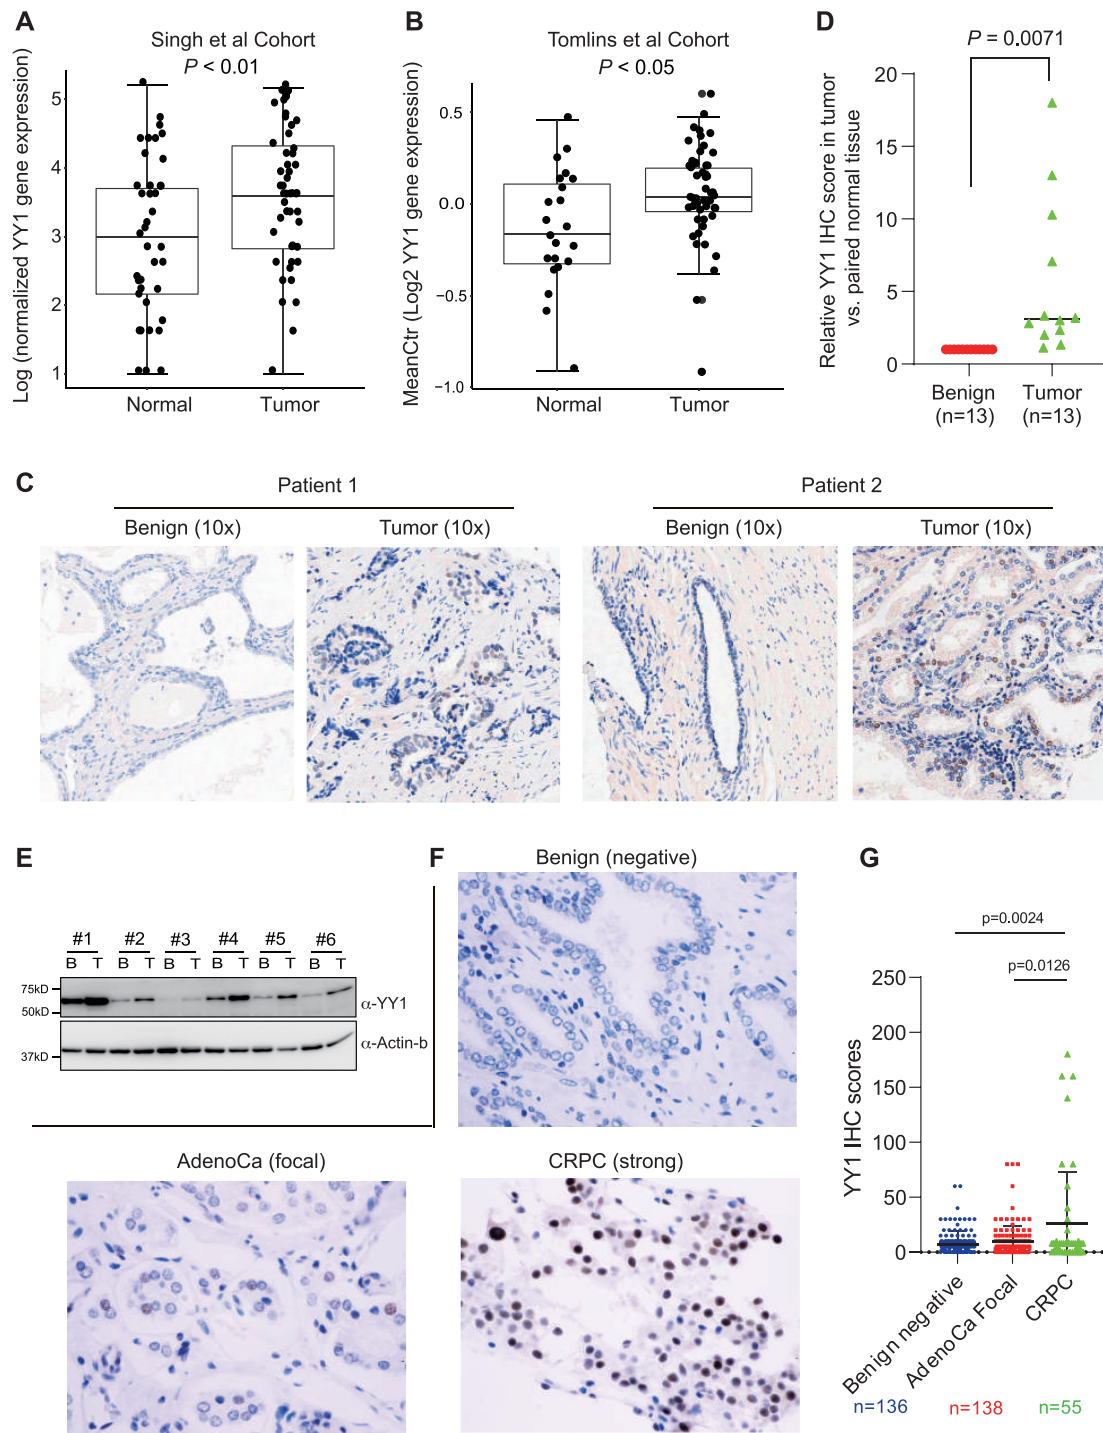 A
Singh et al Cohort
P < 0.01
Log (normalized YY1 gene expression)
5
4
3
2
1
Normal
Tumor
B
Tomlins et al Cohort
P < 0.05
MeanCtr (Log2 YY1 gene expression)
0.5
0.0
−0.5
−1.0
Normal
Tumor
D
P = 0.0071
Relative YY1 IHC score in tumor
vs. paired normal tissue
20
15
10
5
0
Benign
(n=13)
Tumor
(n=13)
C
Patient 1
Benign (10x)
Tumor (10x)
Patient 2
Benign (10x)
Tumor (10x)
E
#1 #2 #3 #4 #5 #6
B T B T B T B T B T B T
75kD
50kD
α-YY1
37kD
α-Actin-b
F
Benign (negative)
AdenoCa (focal)
CRPC (strong)
G
p=0.0024
p=0.0126
YY1 IHC scores
250
200
150
100
50
0
Benign negative
AdenoCa Focal
CRPC
n=136
n=138
n=55